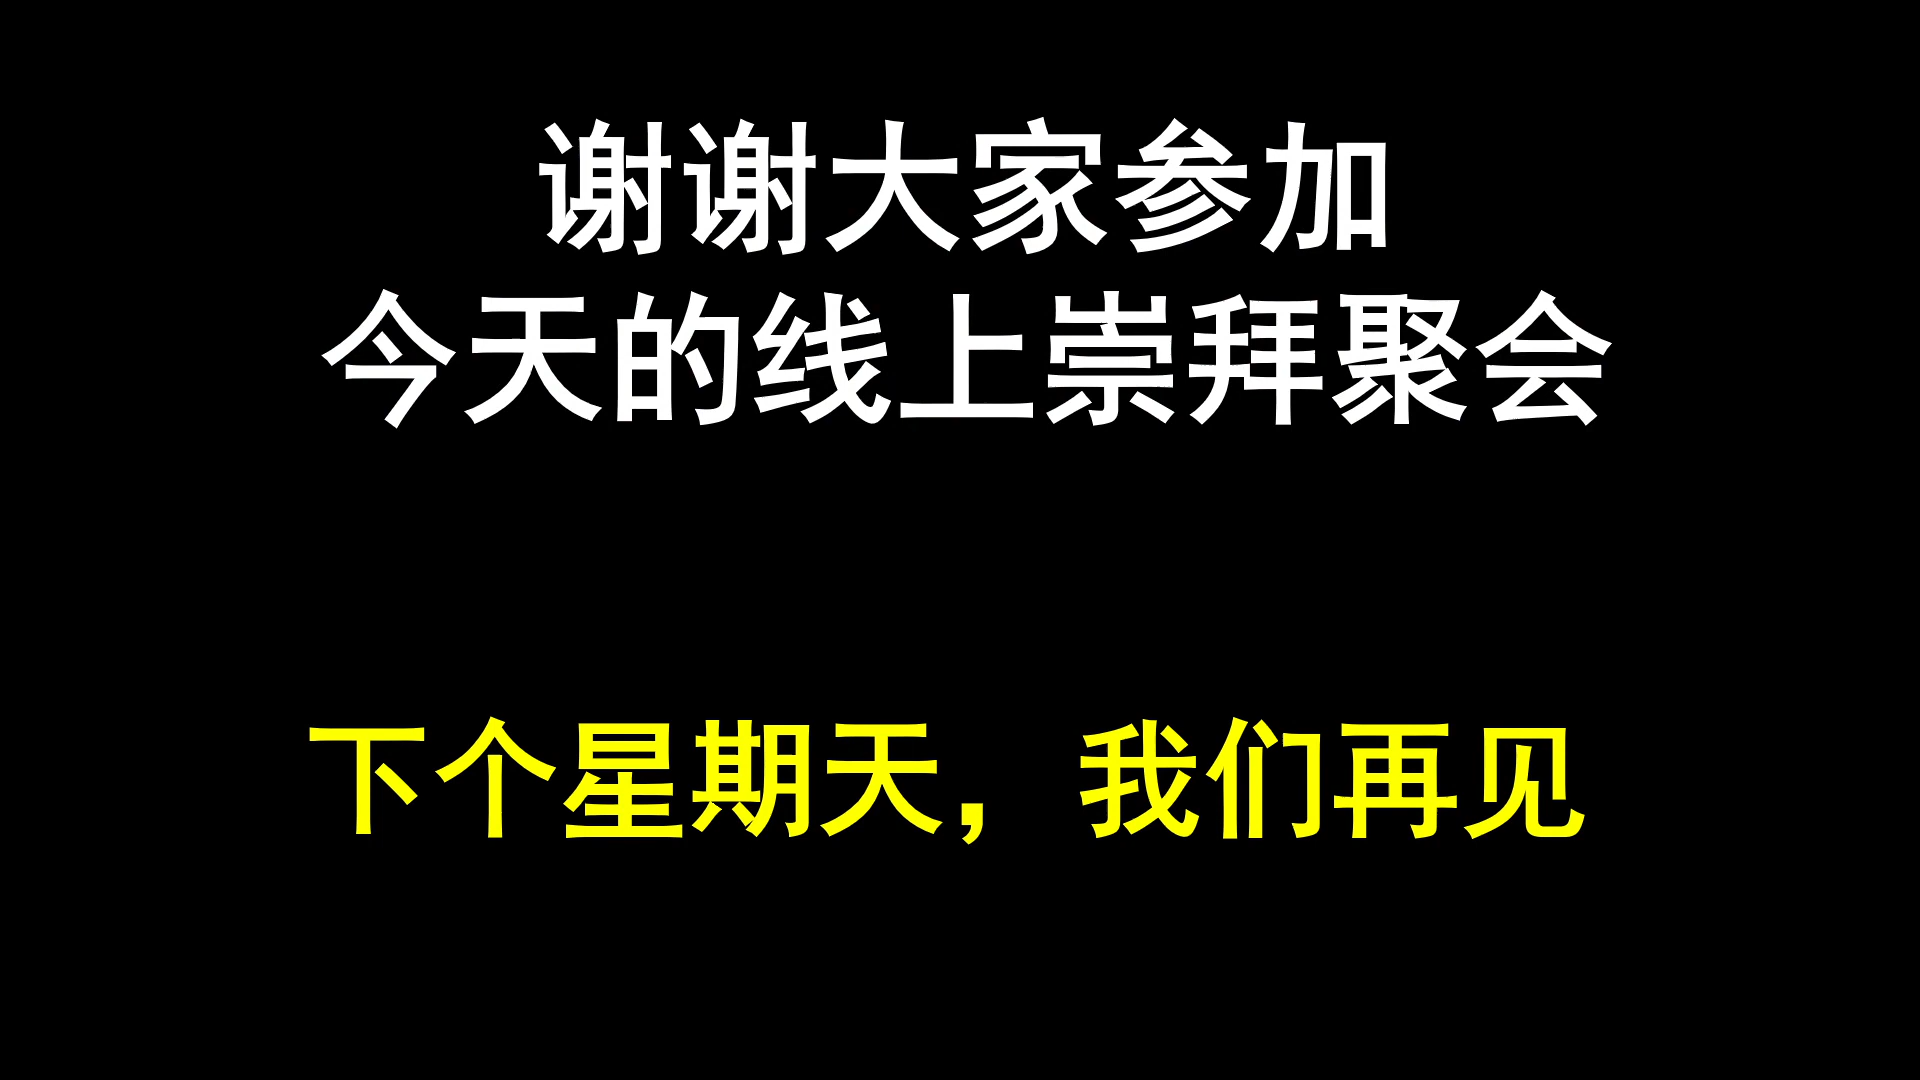 谢谢大家参加
今天的线上崇拜聚会
下个星期天，我们再见